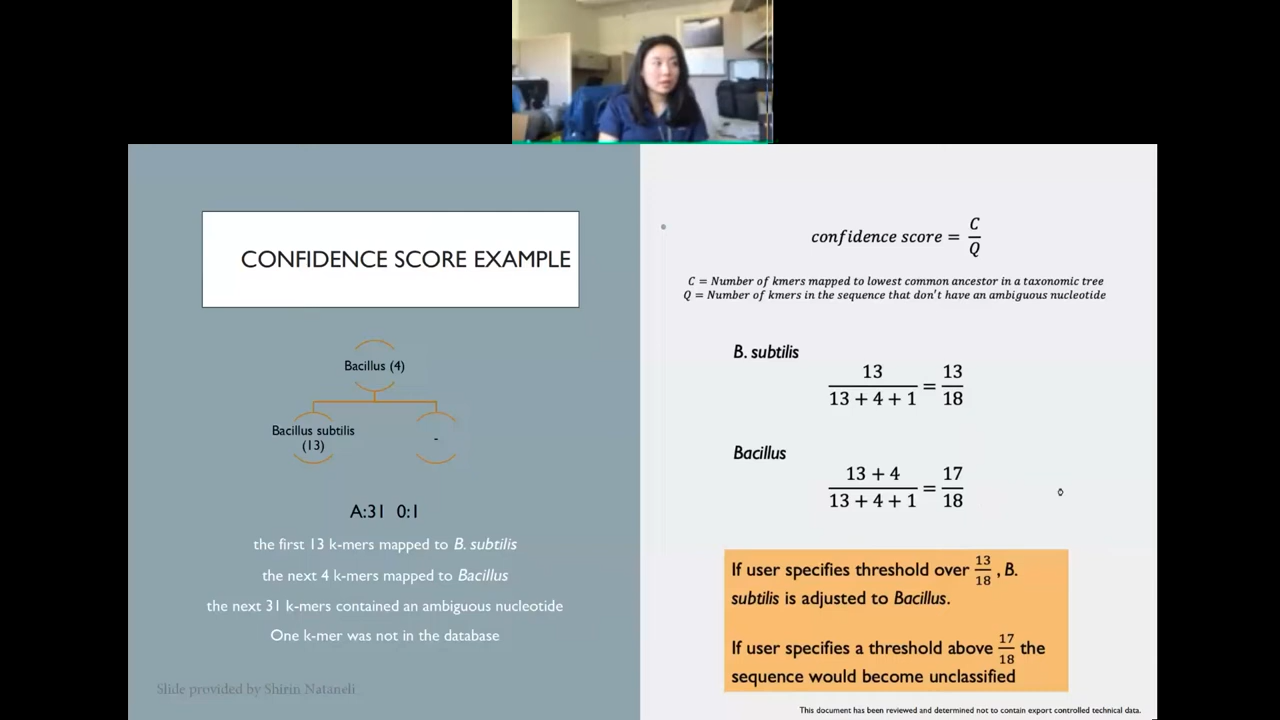 CONFIDENCE SCORE EXAMPLE
Bacillus (4)
Bacillus subtilis
(13)
-
A:31 0:1
the first 13 k-mers mapped to B. subtilis
the next 4 k-mers mapped to Bacillus
the next 31 k-mers contained an ambiguous nucleotide
One k-mer was not in the database
Slide provided by Shirin Nataneli
confidence score = C/Q
C = Number of kmers mapped to lowest common ancestor in a taxonomic tree
Q = Number of kmers in the sequence that don't have an ambiguous nucleotide
B. subtilis
13/(13 + 4 + 1) = 13/18
Bacillus
(13 + 4)/(13 + 4 + 1) = 17/18
If user specifies threshold over 13/18, B.
subtilis is adjusted to Bacillus.
If user specifies a threshold above 17/18 the
sequence would become unclassified
This document has been reviewed and determined not to contain export controlled technical data.